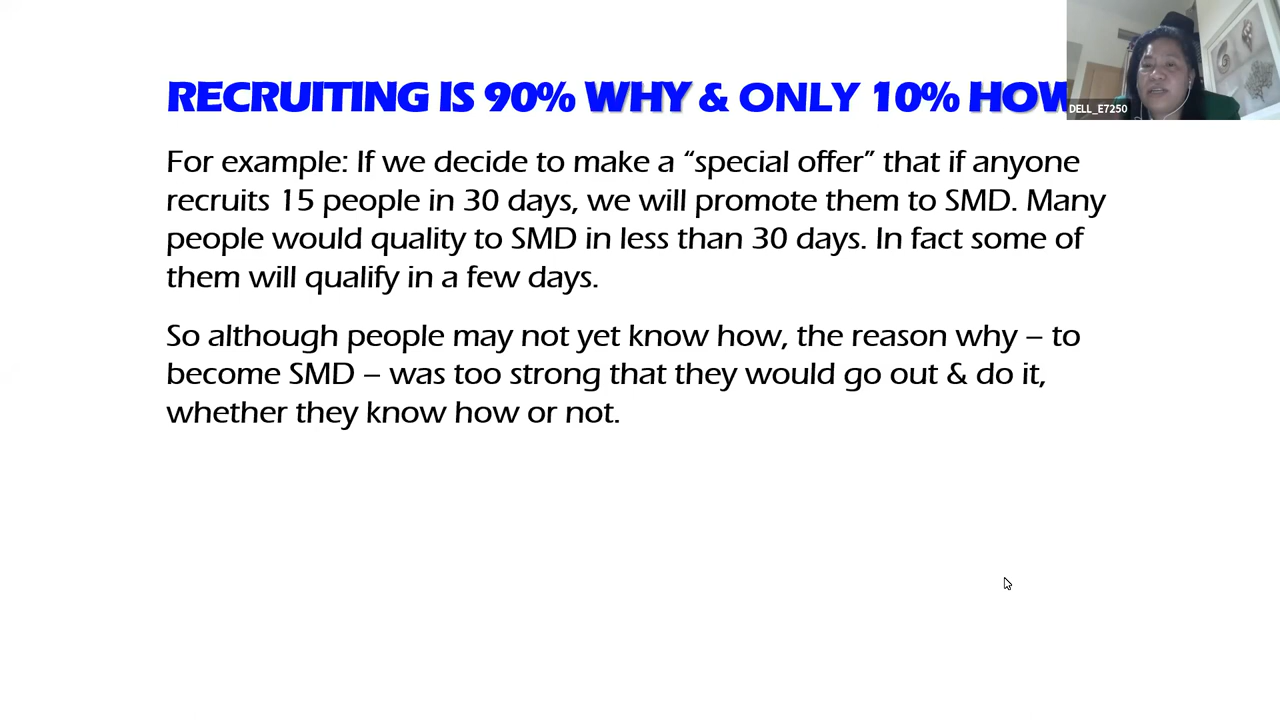 RECRUITING IS 90% WHY & ONLY 10% HOW
DELL_E7250
For example: If we decide to make a “special offer” that if anyone
recruits 15 people in 30 days, we will promote them to SMD. Many
people would quality to SMD in less than 30 days. In fact some of
them will qualify in a few days.
So although people may not yet know how, the reason why – to
become SMD – was too strong that they would go out & do it,
whether they know how or not.